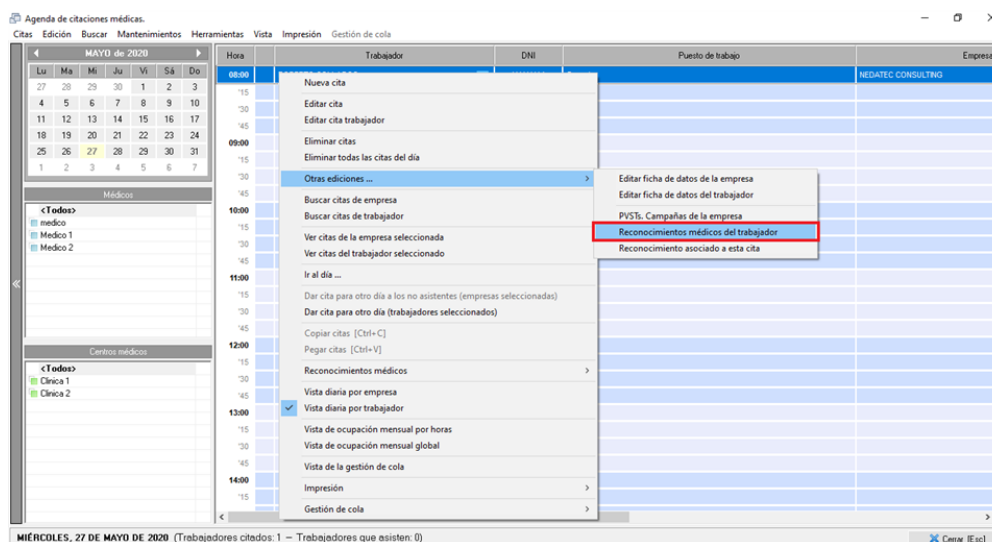 Agenda de citaciones médicas.
Citas Edición Buscar Mantenimientos Herramientas Vista Impresión Gestión de cola
MAYO de 2020
Lu Ma Mi Ju Vi Sá Do
27 28 29 30 1 2 3
4 5 6 7 8 9 10
11 12 13 14 15 16 17
18 19 20 21 22 23 24
25 26 27 28 29 30 31
1 2 3 4 5 6 7
Médicos
<Todos>
medico
Medico 1
Medico 2
Centros médicos
<Todos>
Clinica 1
Clinica 2
Hora Trabajador DNI Puesto de trabajo Empresa
08:00 NEDATEC CONSULTING
'15
'30
'45
09:00
'15
'30
'45
10:00
'15
'30
'45
11:00
'15
'30
'45
12:00
'15
'30
'45
13:00
'15
'30
'45
14:00
'15
Nueva cita
Editar cita
Editar cita trabajador
Eliminar citas
Eliminar todas las citas del día
Otras ediciones ...
Buscar citas de empresa
Buscar citas de trabajador
Ver citas de la empresa seleccionada
Ver citas del trabajador seleccionado
Ir al día ...
Dar cita para otro día a los no asistentes (empresas seleccionadas)
Dar cita para otro día (trabajadores seleccionados)
Copiar citas [Ctrl+C]
Pegar citas [Ctrl+V]
Reconocimientos médicos
Vista diaria por empresa
Vista diaria por trabajador
Vista de ocupación mensual por horas
Vista de ocupación mensual global
Vista de la gestión de cola
Impresión
Gestión de cola
Editar ficha de datos de la empresa
Editar ficha de datos del trabajador
PVSTs. Campañas de la empresa
Reconocimientos médicos del trabajador
Reconocimiento asociado a esta cita
MIÉRCOLES, 27 DE MAYO DE 2020 (Trabajadores citados: 1 – Trabajadores que asisten: 0)
Cerrar [Esc]